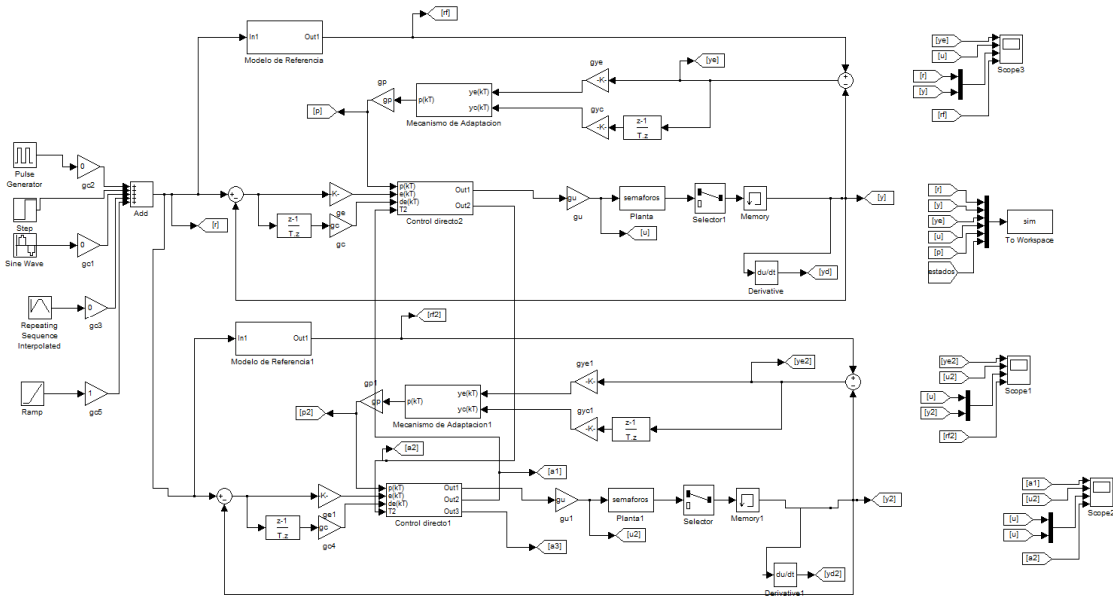 [rf]
In1
Out1
Modelo de Referencia
[ye]
gye
-K-
gp
gp
p(kT)
ye(kT)
yc(kT)
Mecanismo de Adaptacion
[p]
gyc
-K-
z-1
T.z
[ye]
[u]
[r]
[y]
[rf]
Scope3
Pulse
Generator
0
gc2
Step
Sine Wave
0
gc1
Add
[r]
-K-
ge
z-1
T.z
gc
gc
p(kT)
e(kT)
de(kT)
T2
Out1
Out2
Control directo2
gu
gu
[u]
semaforos
Planta
Selector1
Memory
[y]
du/dt
Derivative
[yd]
[r]
[y]
[ye]
[u]
[p]
estados
sim
To Workspace
Repeating
Sequence
Interpolated
0
gc3
Ramp
1
gc5
[rf2]
In1
Out1
Modelo de Referencia1
[ye2]
gye1
-K-
gp1
gp
p(kT)
ye(kT)
yc(kT)
Mecanismo de Adaptacion1
[p2]
gyc1
-K-
z-1
T.z
[ye2]
[u2]
[u]
[y2]
[rf2]
Scope1
[a2]
[a1]
-K-
ge1
z-1
T.z
gc
gc4
p(kT)
e(kT)
de(kT)
T2
Out1
Out2
Out3
Control directo1
[a3]
gu
gu1
[u2]
semaforos
Planta1
Selector
Memory1
[y2]
du/dt
Derivative1
[yd2]
[a1]
[u2]
[u]
[u]
[a2]
Scope2